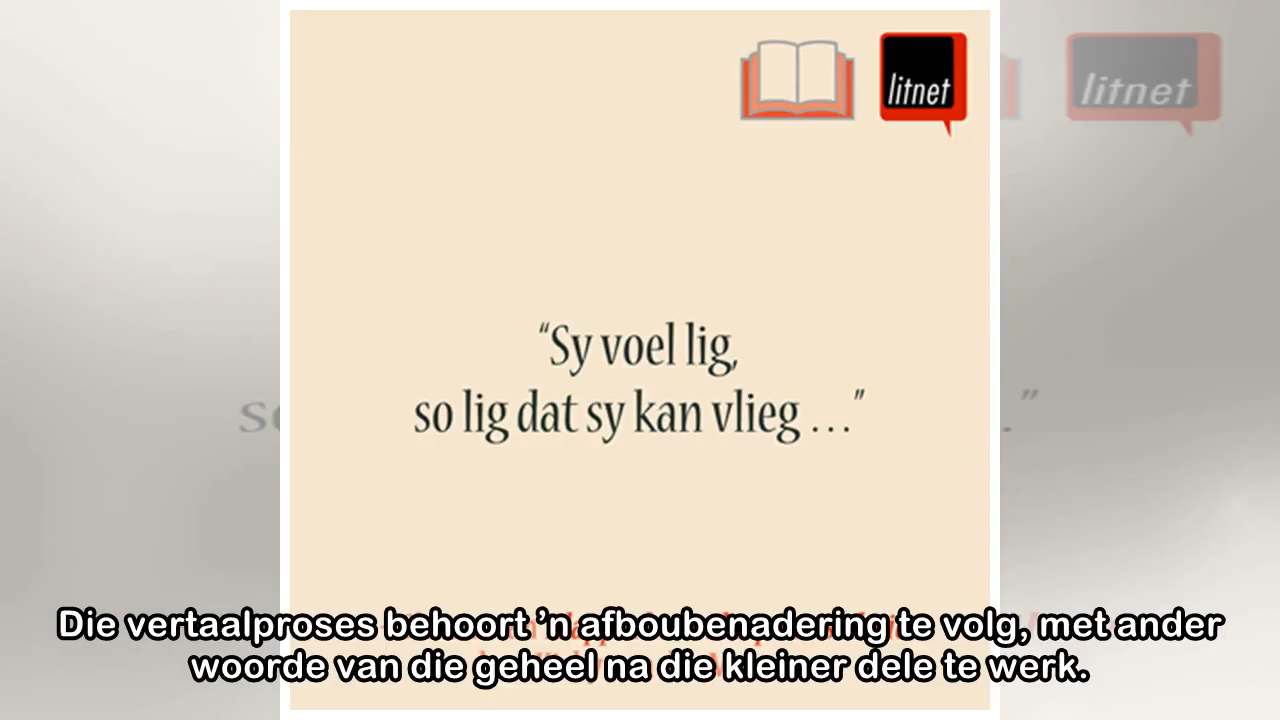 litnet
litnet
“Sy voel lig,
so lig dat sy kan vlieg …”
Die vertaalproses behoort ’n afboubenadering te volg, met ander
woorde van die geheel na die kleiner dele te werk.